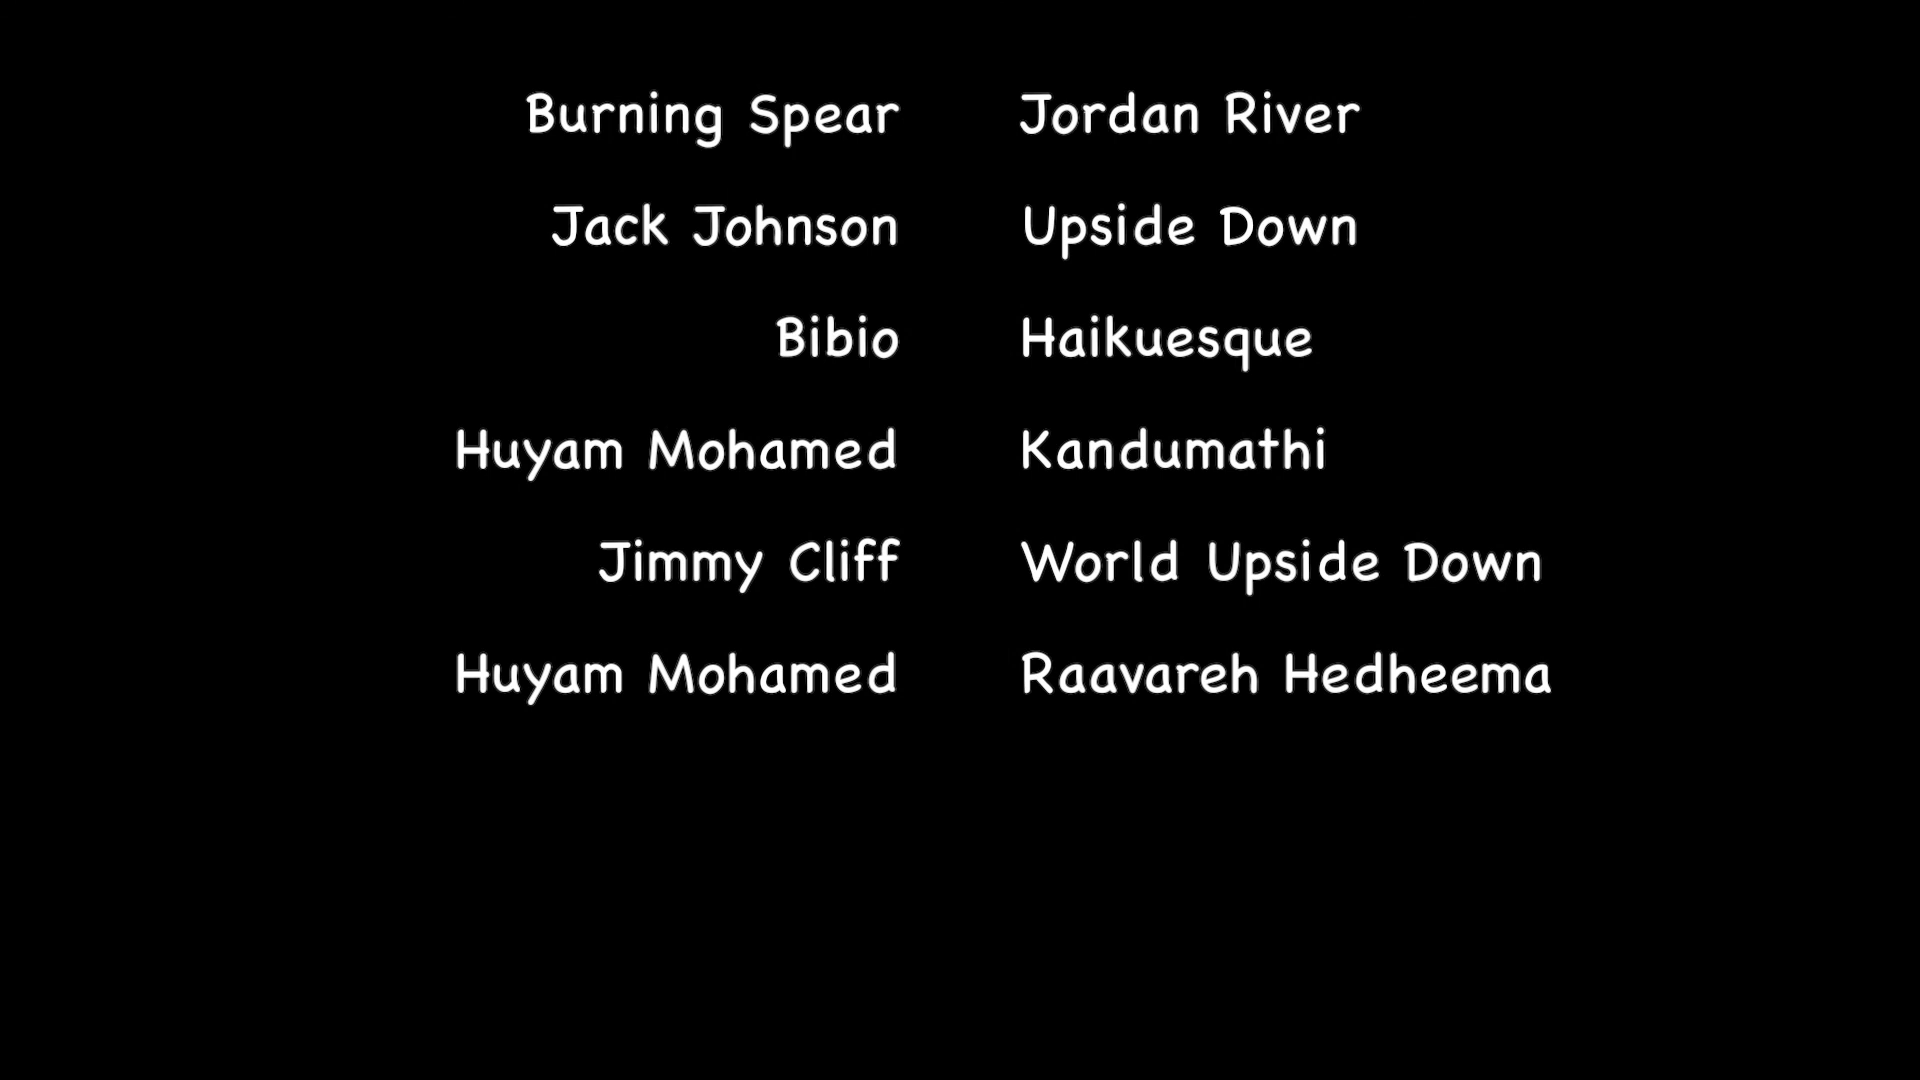 Burning Spear Jordan River
Jack Johnson Upside Down
Bibio Haikuesque
Huyam Mohamed Kandumathi
Jimmy Cliff World Upside Down
Huyam Mohamed Raavareh Hedheema